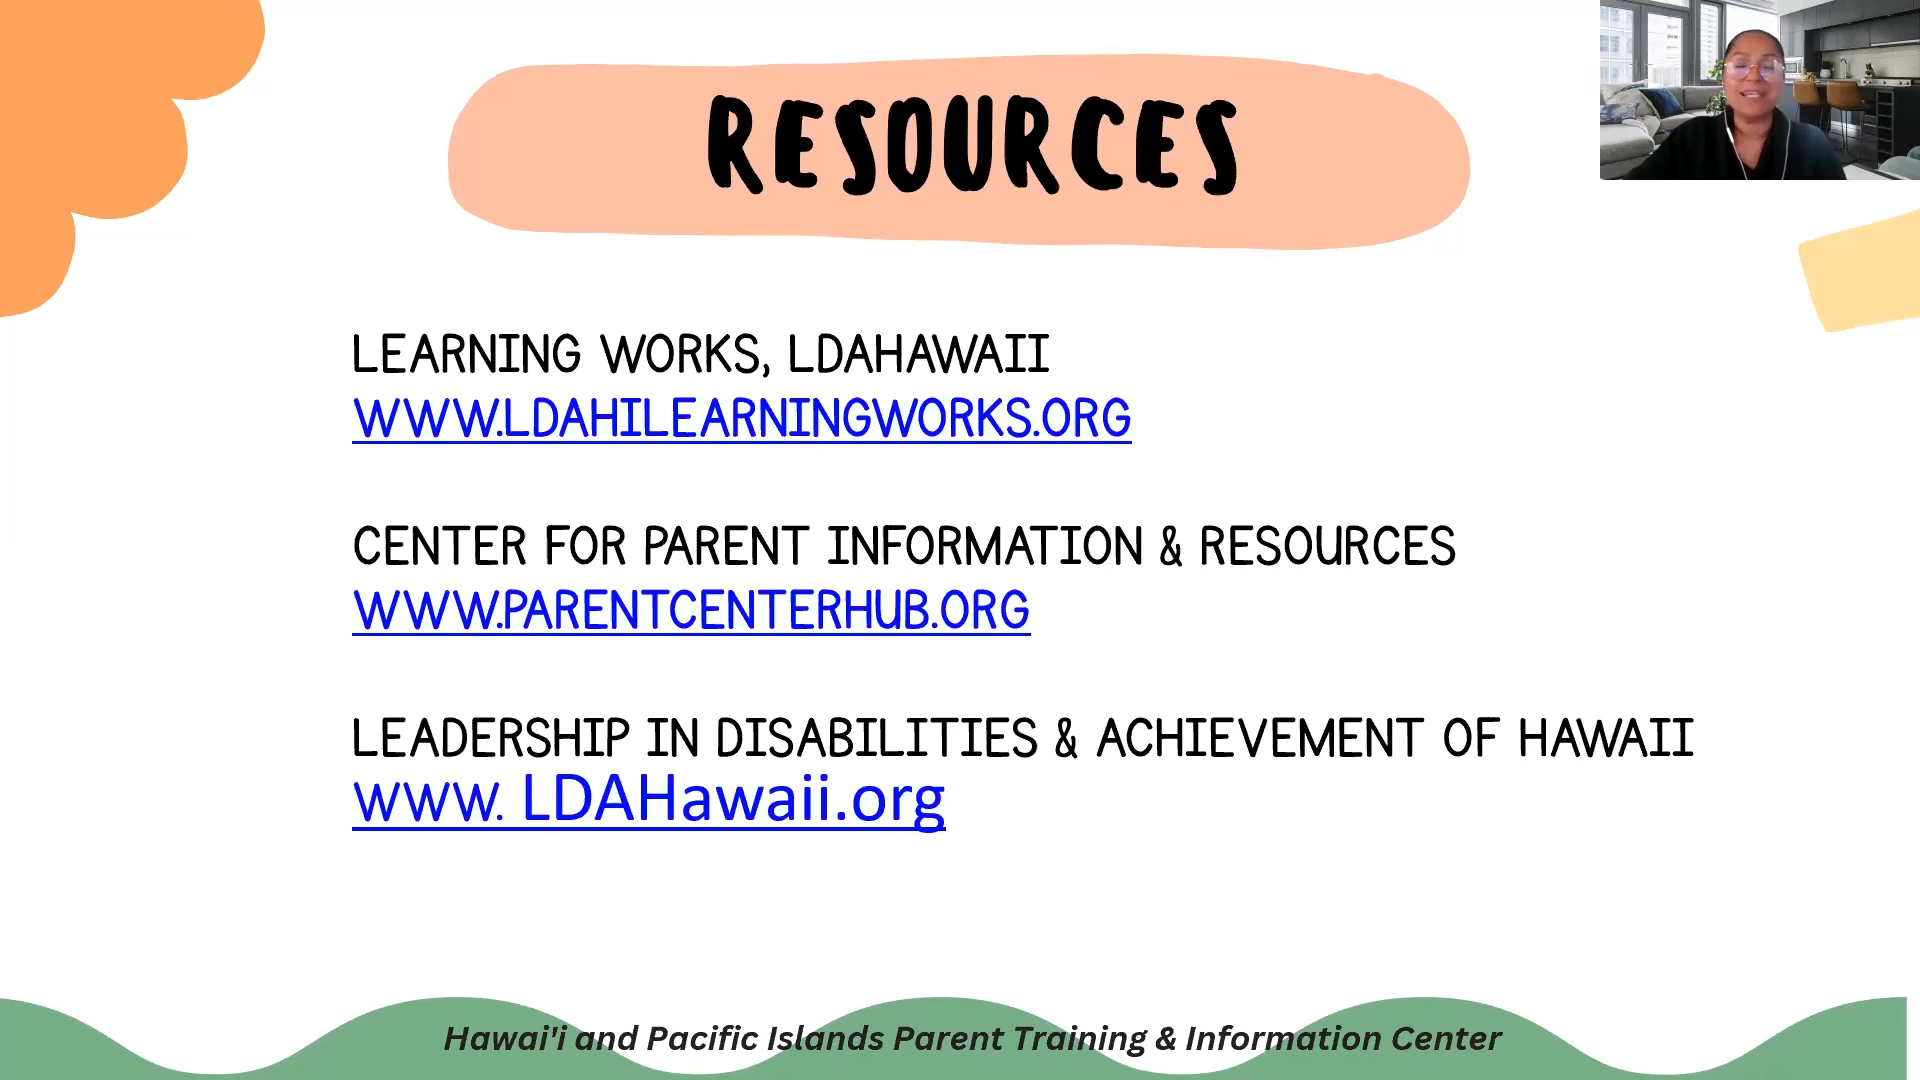 RESOURCES
LEARNING WORKS, LDAHAWAII
WWW.LDAHILEARNINGWORKS.ORG
CENTER FOR PARENT INFORMATION & RESOURCES
WWW.PARENTCENTERHUB.ORG
LEADERSHIP IN DISABILITIES & ACHIEVEMENT OF HAWAII
WWW. LDAHawaii.org
Hawai'i and Pacific Islands Parent Training & Information Center